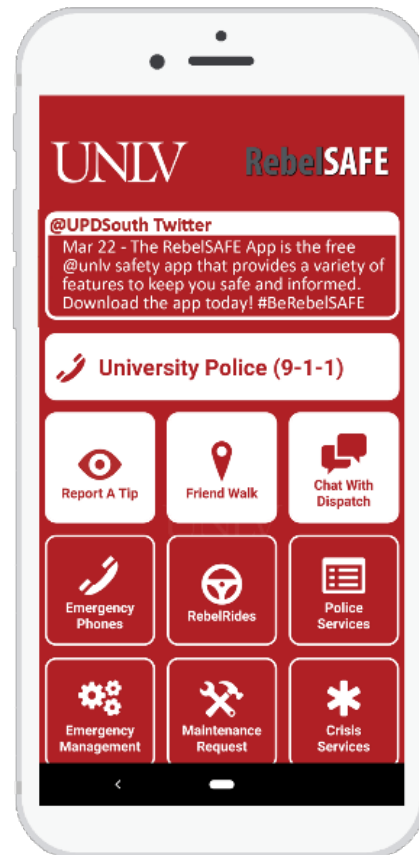 UNLV RebelSAFE
@UPDSouth Twitter
Mar 22 - The RebelSAFE App is the free
@unlv safety app that provides a variety of
features to keep you safe and informed.
Download the app today! #BeRebelSAFE
University Police (9-1-1)
Report A Tip
Friend Walk
Chat With
Dispatch
Emergency
Phones
RebelRides
Police
Services
Emergency
Management
Maintenance
Request
Crisis
Services